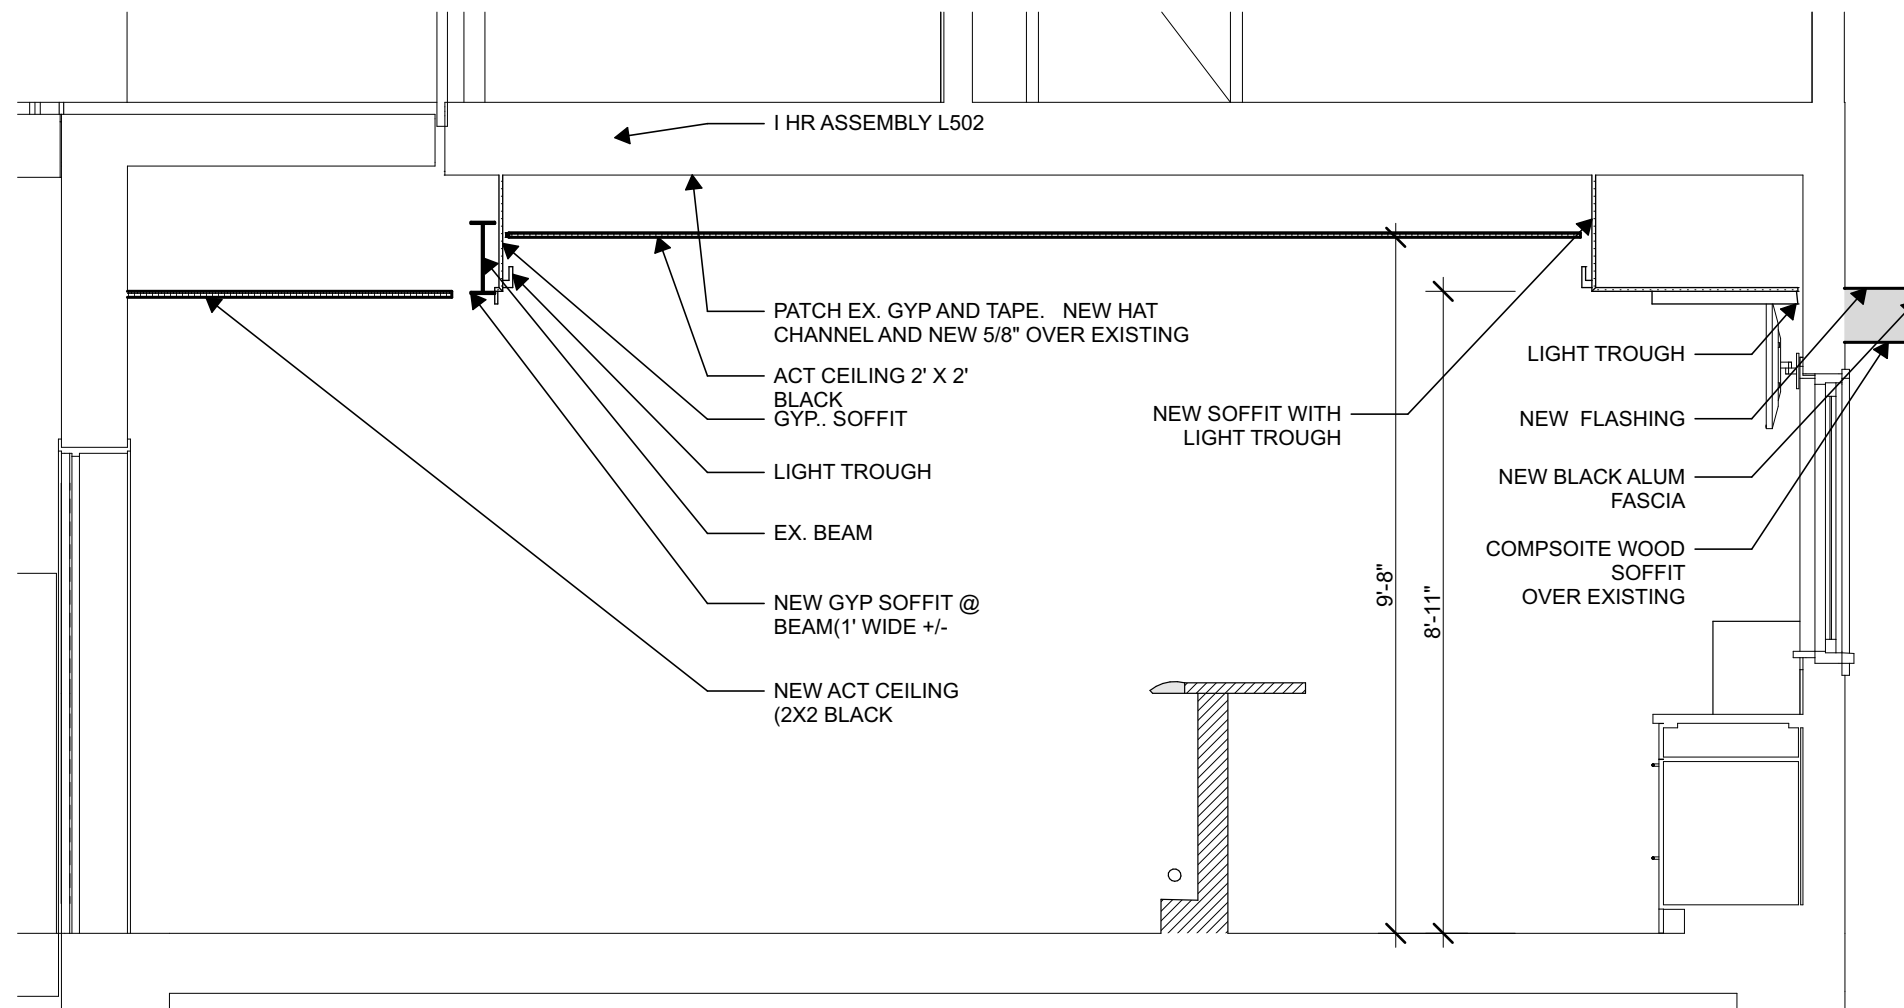 I HR ASSEMBLY L502
PATCH EX. GYP AND TAPE. NEW HAT
CHANNEL AND NEW 5/8" OVER EXISTING
ACT CEILING 2' X 2'
BLACK
GYP.. SOFFIT
LIGHT TROUGH
EX. BEAM
NEW GYP SOFFIT @
BEAM(1' WIDE +/-
NEW ACT CEILING
(2X2 BLACK
NEW SOFFIT WITH
LIGHT TROUGH
9'-8"
8'-11"
LIGHT TROUGH
NEW FLASHING
NEW BLACK ALUM
FASCIA
COMPSOITE WOOD
SOFFIT
OVER EXISTING